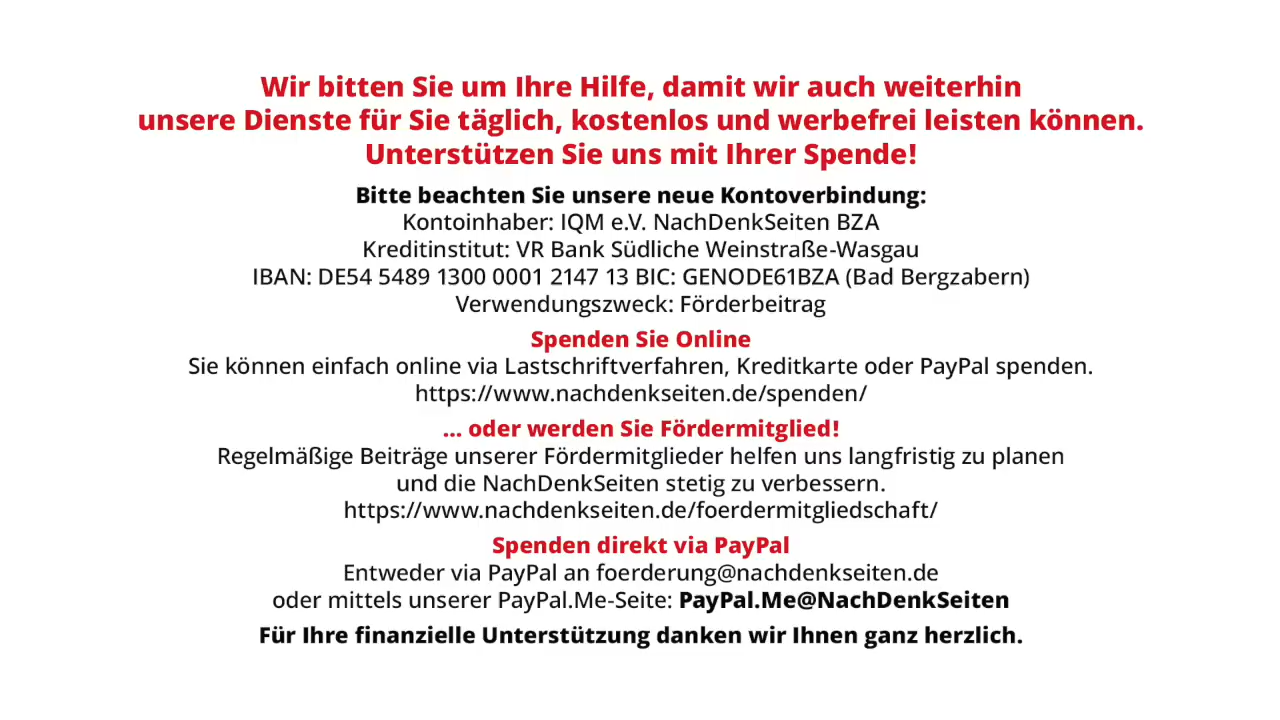 Wir bitten Sie um Ihre Hilfe, damit wir auch weiterhin
unsere Dienste für Sie täglich, kostenlos und werbefrei leisten können.
Unterstützen Sie uns mit Ihrer Spende!
Bitte beachten Sie unsere neue Kontoverbindung:
Kontoinhaber: IQM e.V. NachDenkSeiten BZA
Kreditinstitut: VR Bank Südliche Weinstraße-Wasgau
IBAN: DE54 5489 1300 0001 2147 13 BIC: GENODE61BZA (Bad Bergzabern)
Verwendungszweck: Förderbeitrag
Spenden Sie Online
Sie können einfach online via Lastschriftverfahren, Kreditkarte oder PayPal spenden.
https://www.nachdenkseiten.de/spenden/
... oder werden Sie Fördermitglied!
Regelmäßige Beiträge unserer Fördermitglieder helfen uns langfristig zu planen
und die NachDenkSeiten stetig zu verbessern.
https://www.nachdenkseiten.de/foerdermitgliedschaft/
Spenden direkt via PayPal
Entweder via PayPal an foerderung@nachdenkseiten.de
oder mittels unserer PayPal.Me-Seite: PayPal.Me@NachDenkSeiten
Für Ihre finanzielle Unterstützung danken wir Ihnen ganz herzlich.